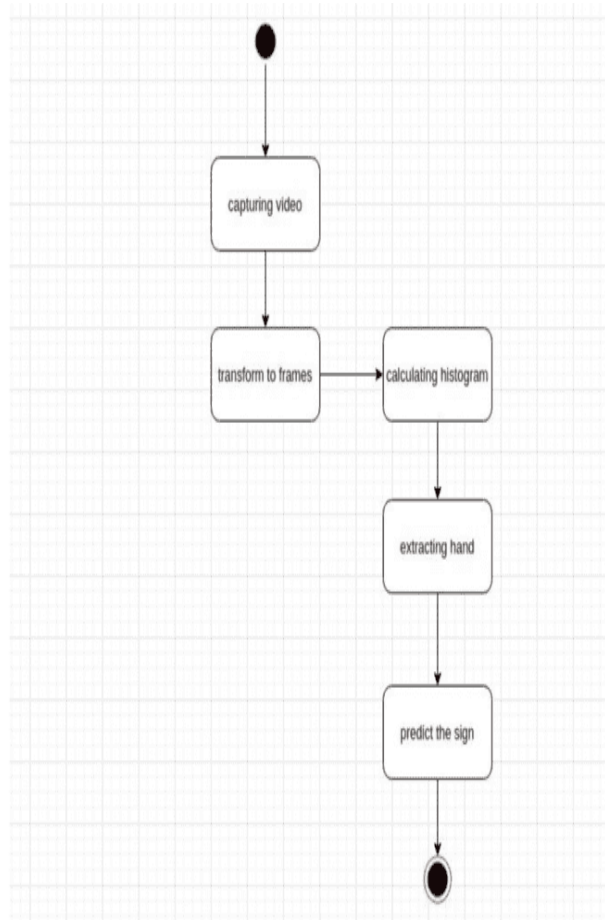 capturing video
transform to frames
calculating histogram
extracting hand
predict the sign